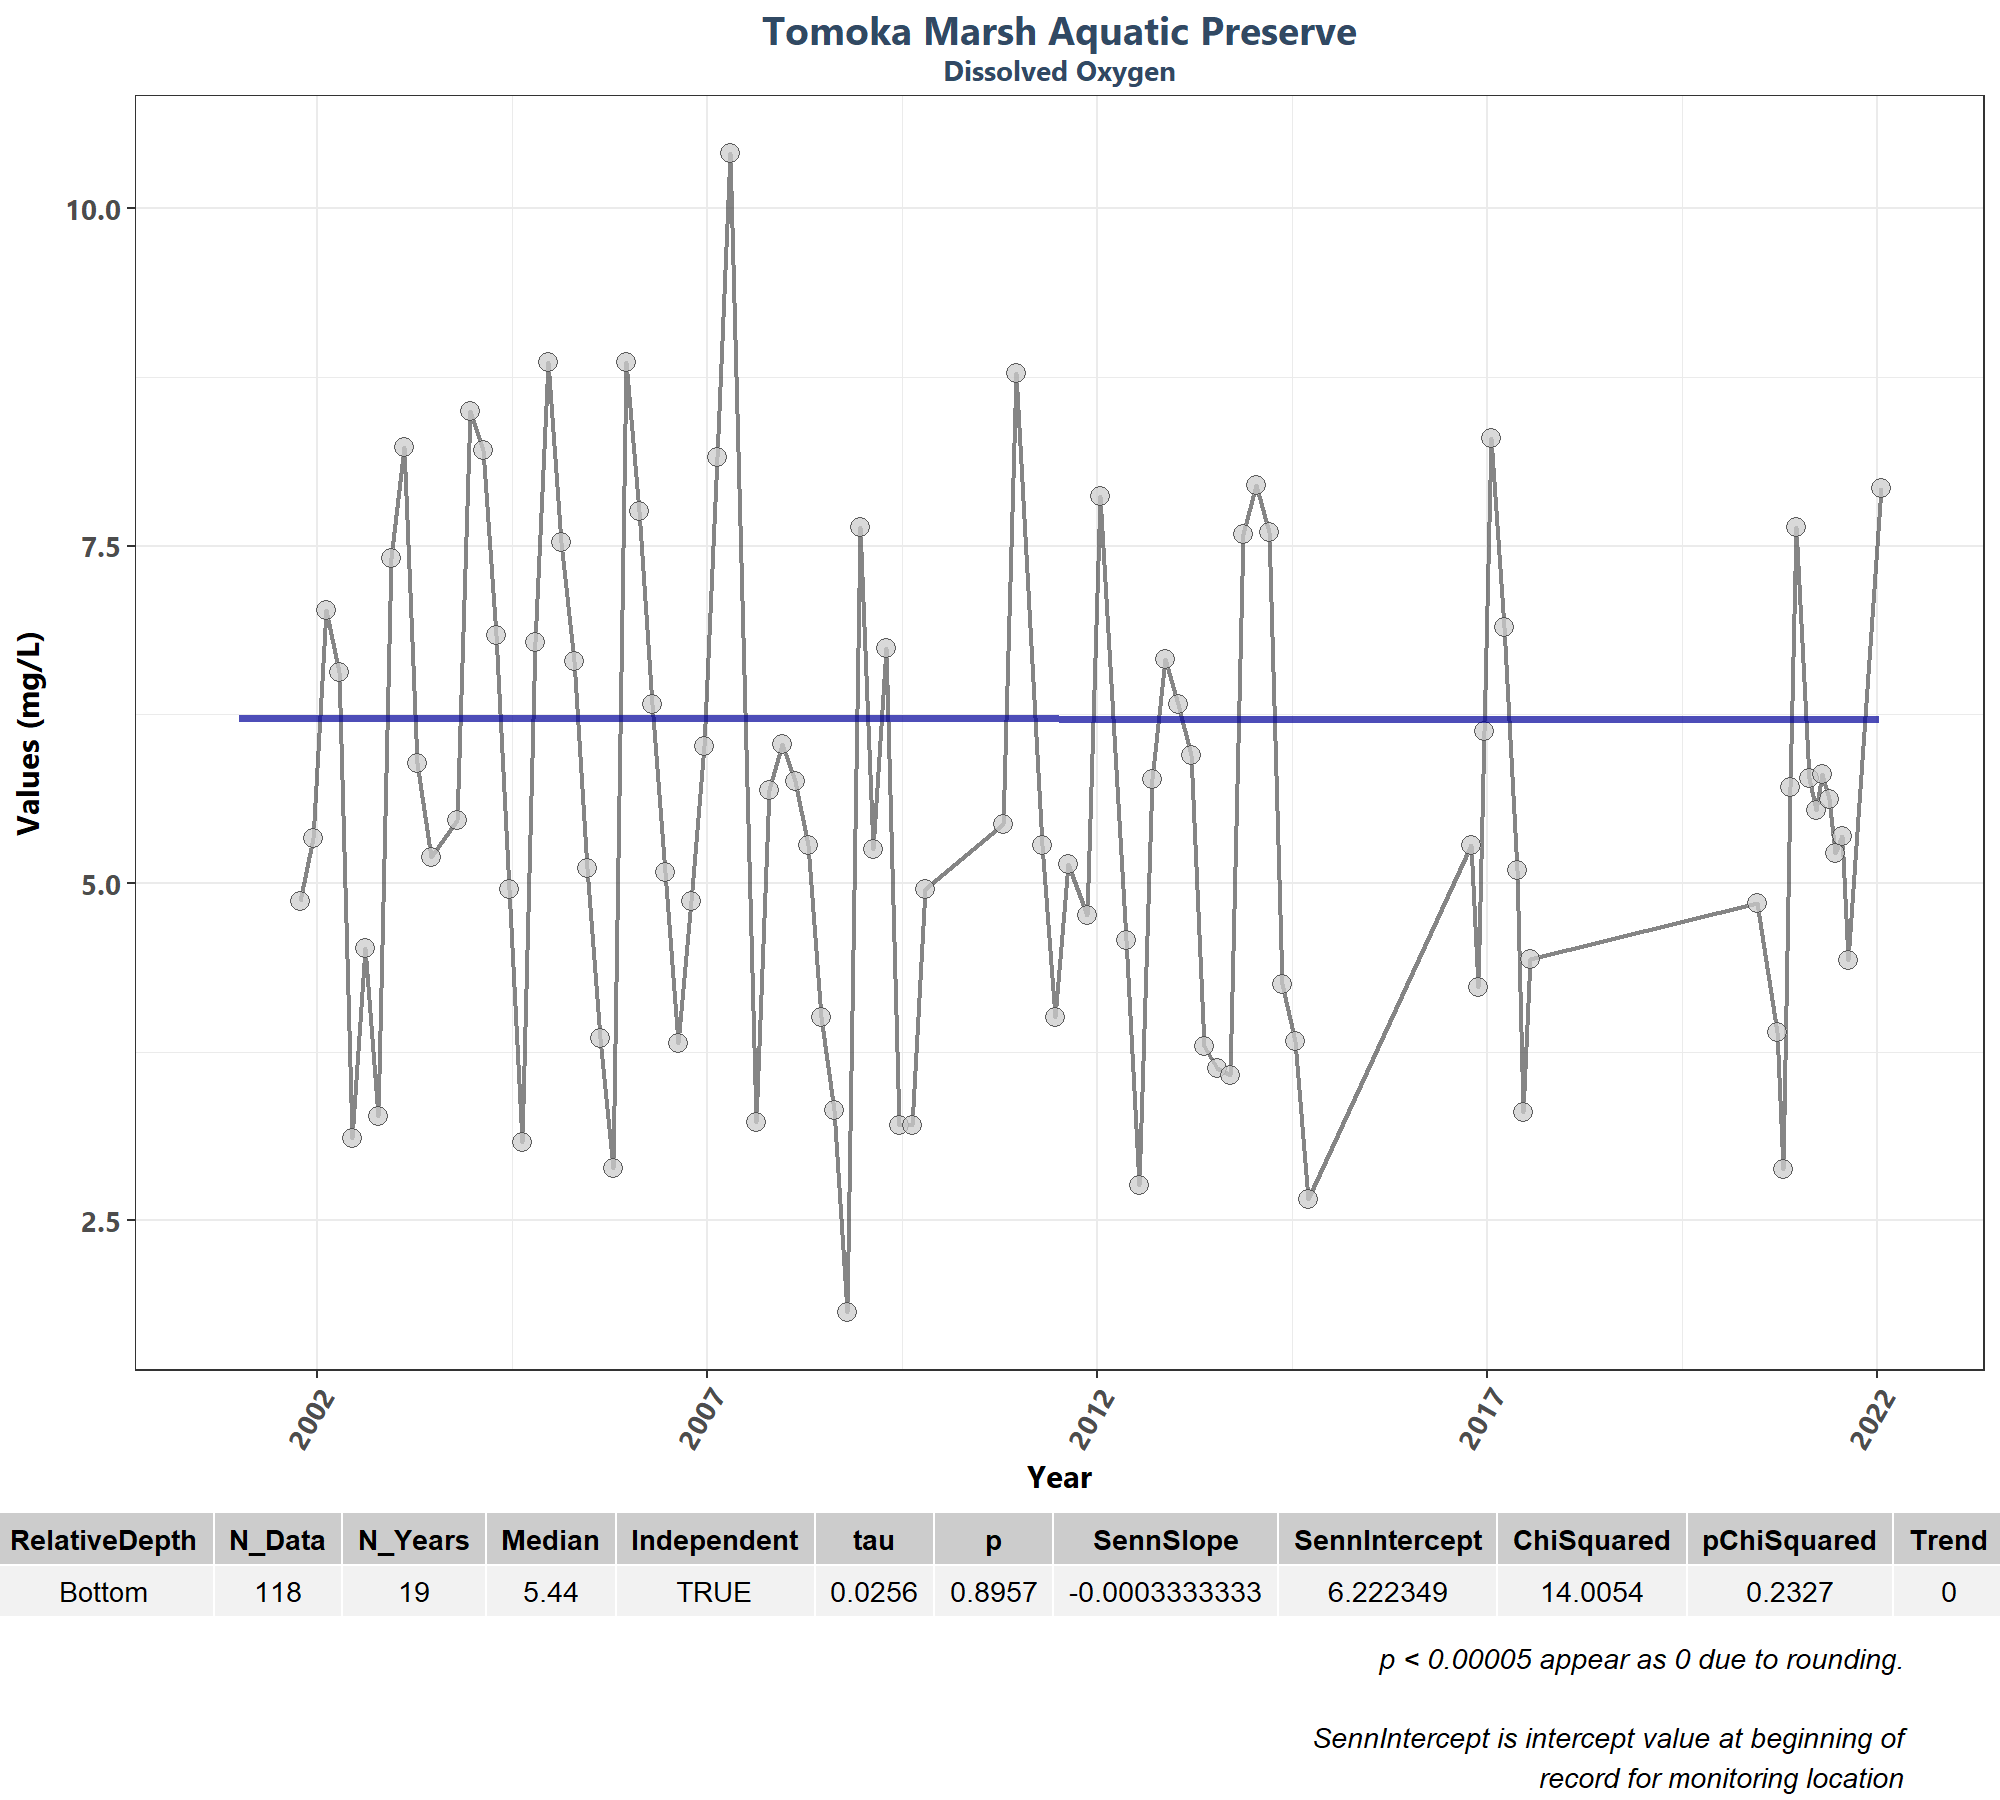 Tomoka Marsh Aquatic Preserve
Dissolved Oxygen
Values (mg/L)
10.0
7.5
5.0
2.5
2002
2007
2012
2017
2022
Year
RelativeDepth N_Data N_Years Median Independent tau p SennSlope SennIntercept ChiSquared pChiSquared Trend
Bottom 118 19 5.44 TRUE 0.0256 0.8957 -0.0003333333 6.222349 14.0054 0.2327 0
p < 0.00005 appear as 0 due to rounding.
SennIntercept is intercept value at beginning of
record for monitoring location